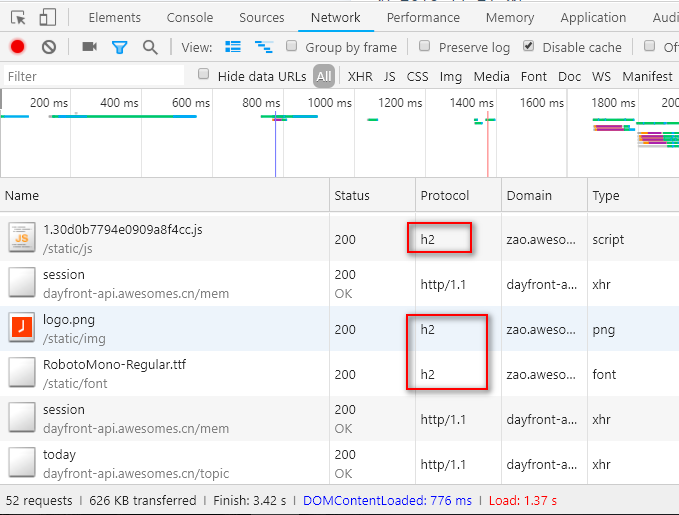 Elements Console Sources Network Performance Memory Application
View: Group by frame Preserve log Disable cache
Filter Hide data URLs All XHR JS CSS Img Media Font Doc WS Manifest
200 ms 400 ms 600 ms 800 ms 1000 ms 1200 ms 1400 ms 1600 ms 1800 ms
Name Status Protocol Domain Type
1.30d0b7794e0909a8f4cc.js
/static/js
200 h2 zao.aweso... script
session
dayfront-api.awesomes.cn/mem
200
OK
http/1.1 dayfront-a... xhr
logo.png
/static/img
200 h2 zao.aweso... png
RobotoMono-Regular.ttf
/static/font
200 h2 zao.aweso... font
session
dayfront-api.awesomes.cn/mem
200
OK
http/1.1 dayfront-a... xhr
today
dayfront-api.awesomes.cn/topic
200
OK
http/1.1 dayfront-a... xhr
52 requests | 626 KB transferred | Finish: 3.42 s | DOMContentLoaded: 776 ms | Load: 1.37 s